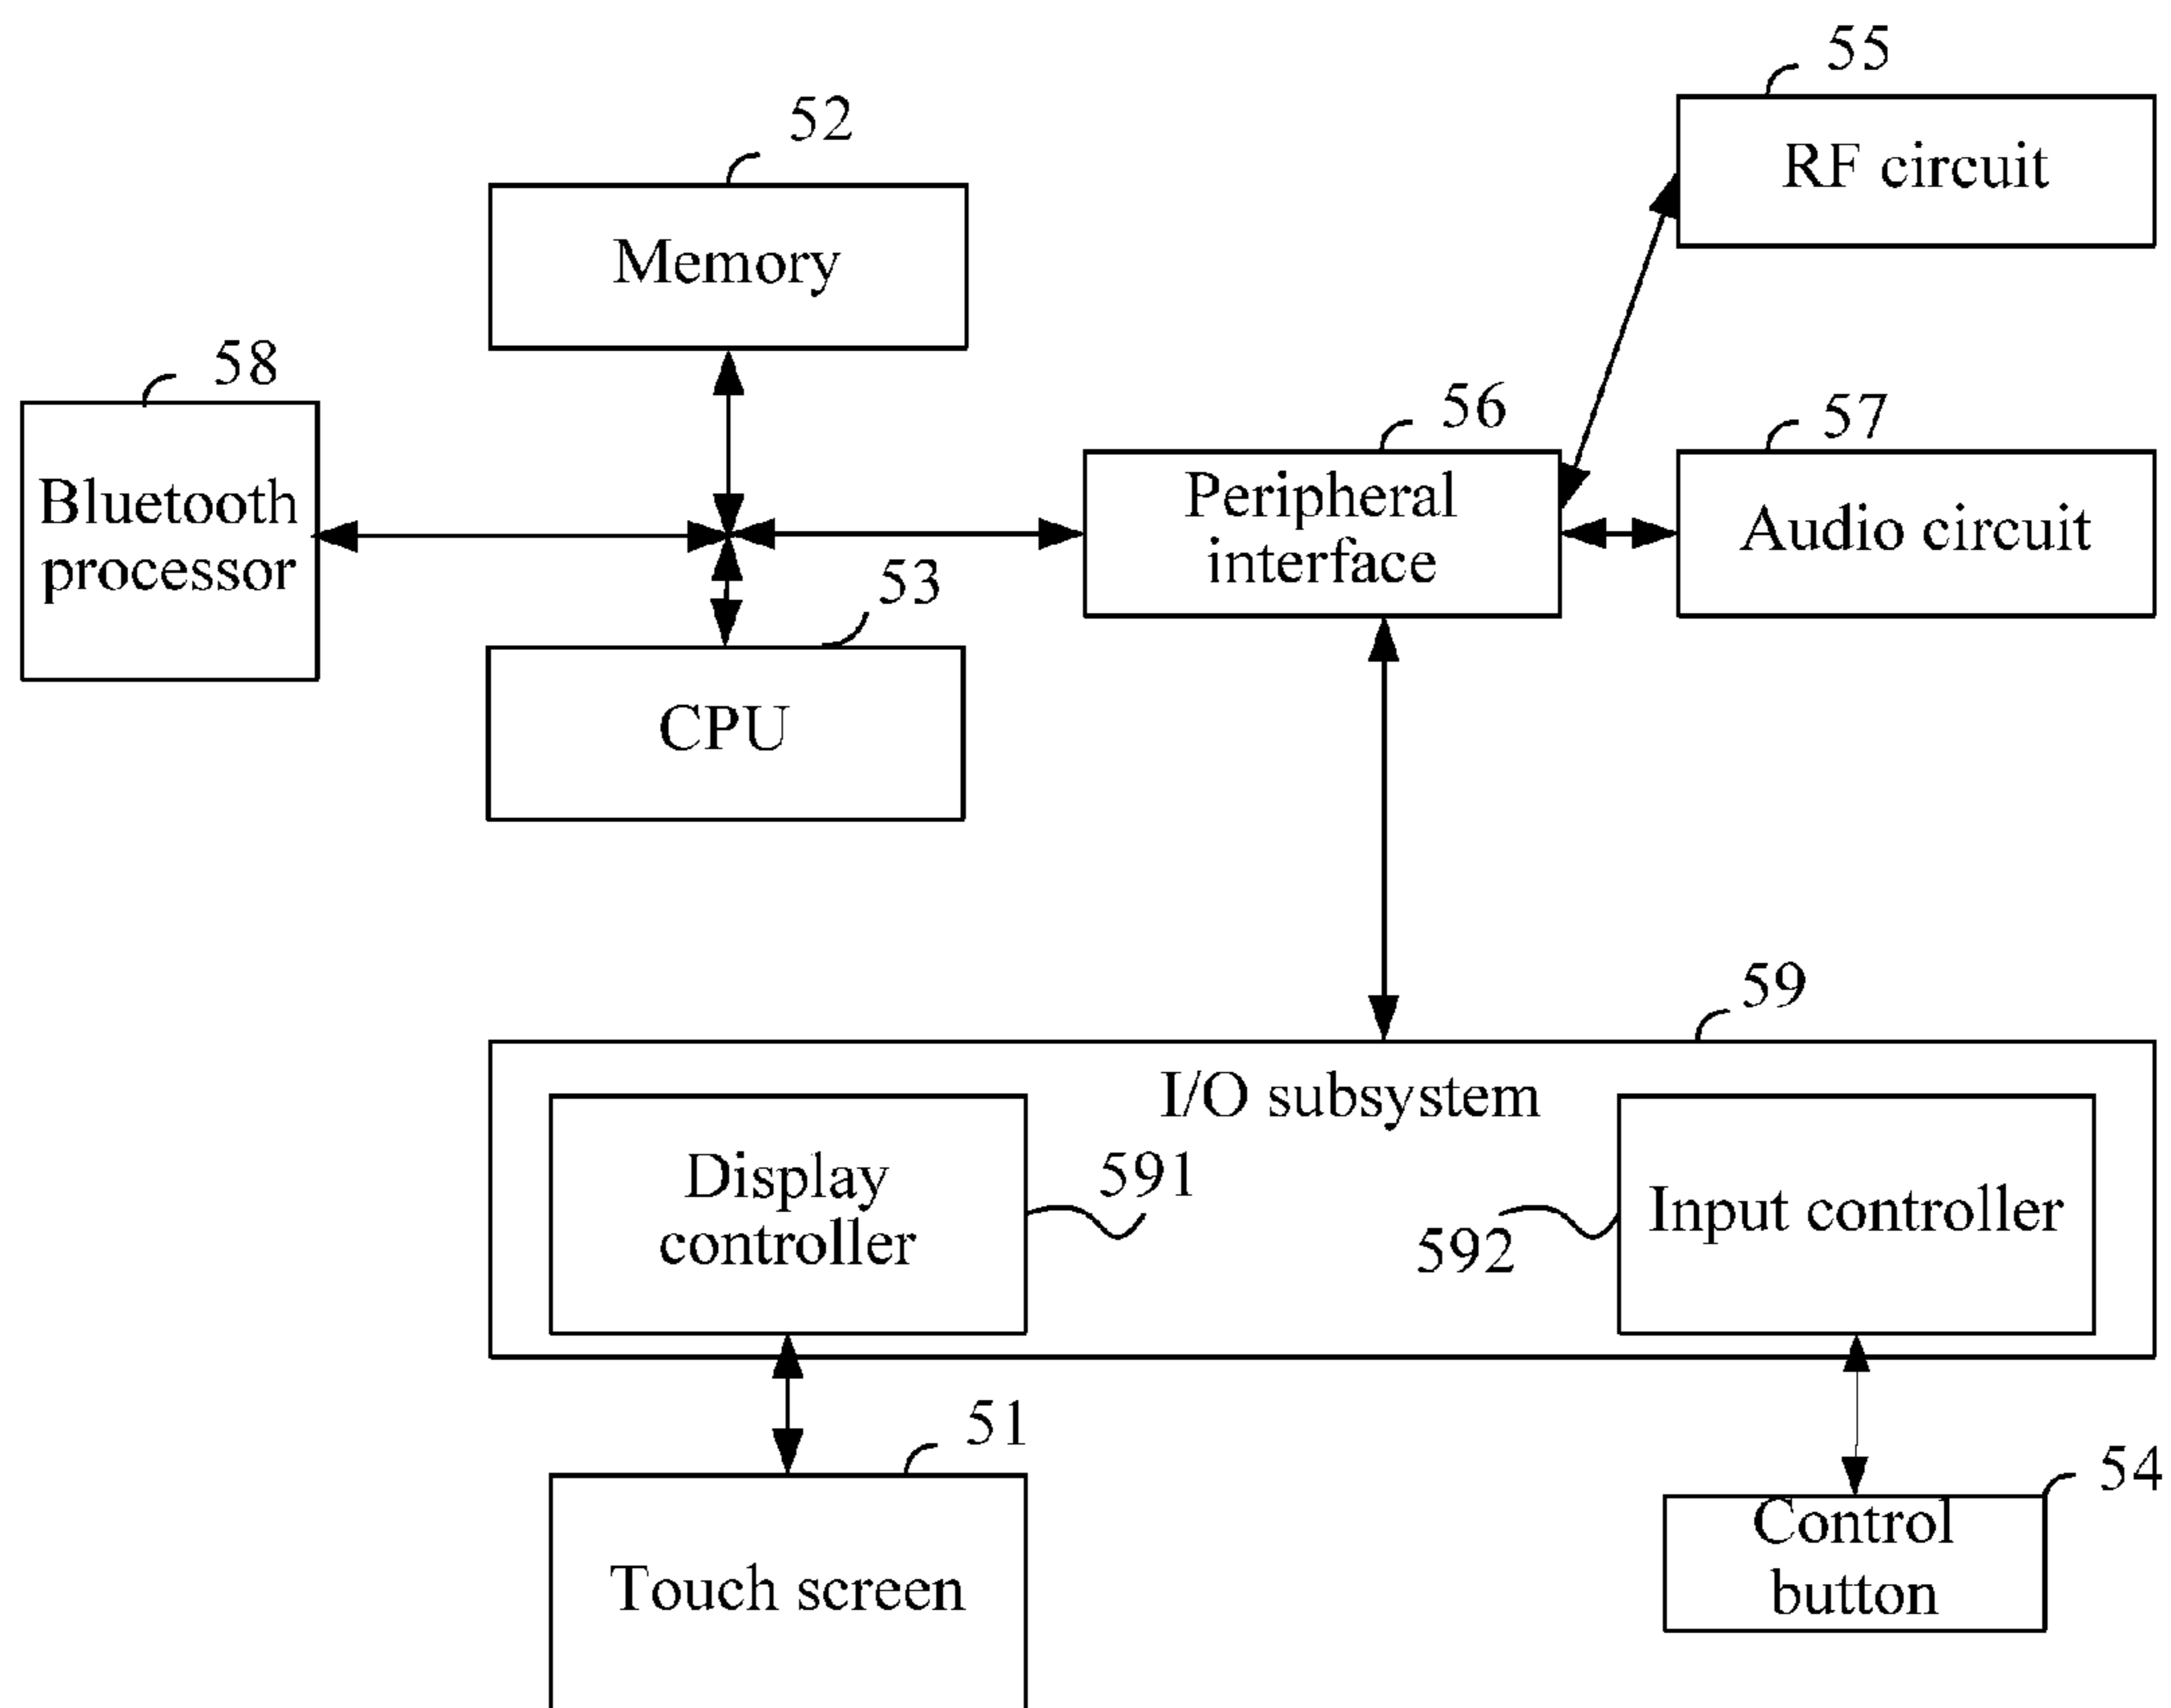 55
RF circuit
52
Memory
58
Bluetooth
processor
56
Peripheral
interface
57
Audio circuit
53
CPU
59
I/O subsystem
Display
controller
591
592
Input controller
51
Touch screen
54
Control
button